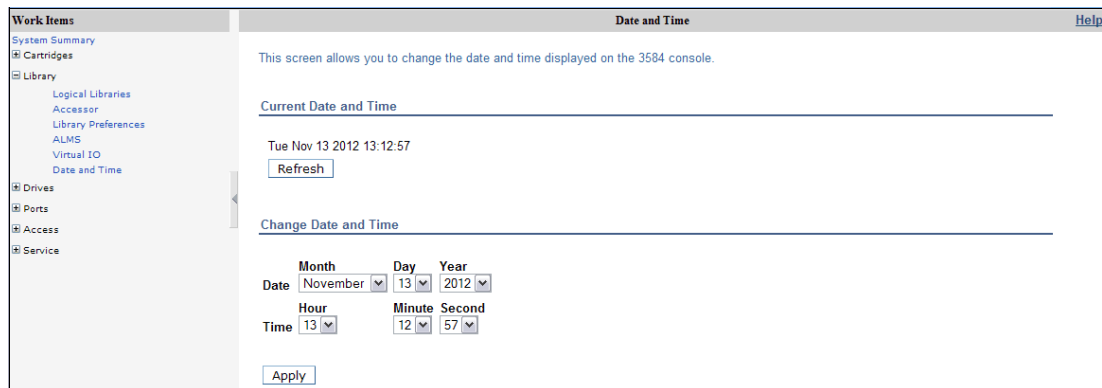 Work Items
Date and Time
Help
System Summary
Cartridges
Library
Logical Libraries
Accessor
Library Preferences
ALMS
Virtual IO
Date and Time
Drives
Ports
Access
Service
This screen allows you to change the date and time displayed on the 3584 console.
Current Date and Time
Tue Nov 13 2012 13:12:57
Refresh
Change Date and Time
Month Day Year
Date November 13 2012
Hour Minute Second
Time 13 12 57
Apply